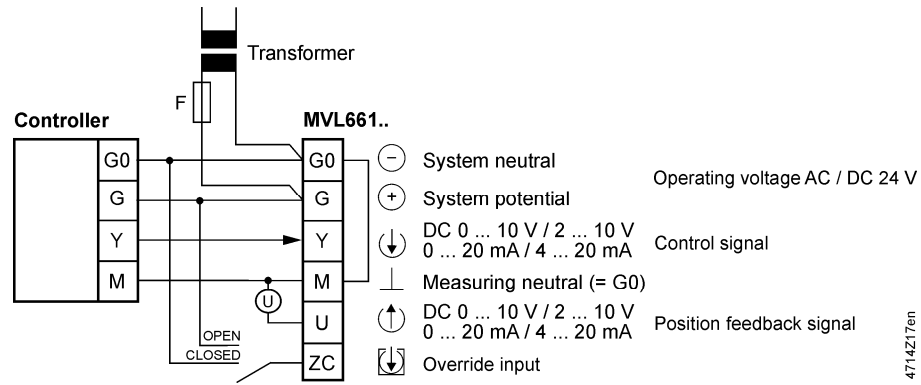 Transformer
F
Controller
MVL661..
G0
G0
System neutral
Operating voltage AC / DC 24 V
G
G
System potential
Y
Y
DC 0 ... 10 V / 2 ... 10 V
0 ... 20 mA / 4 ... 20 mA
Control signal
M
M
Measuring neutral (= G0)
U
U
DC 0 ... 10 V / 2 ... 10 V
0 ... 20 mA / 4 ... 20 mA
Position feedback signal
OPEN
CLOSED
ZC
Override input
4714Z17en